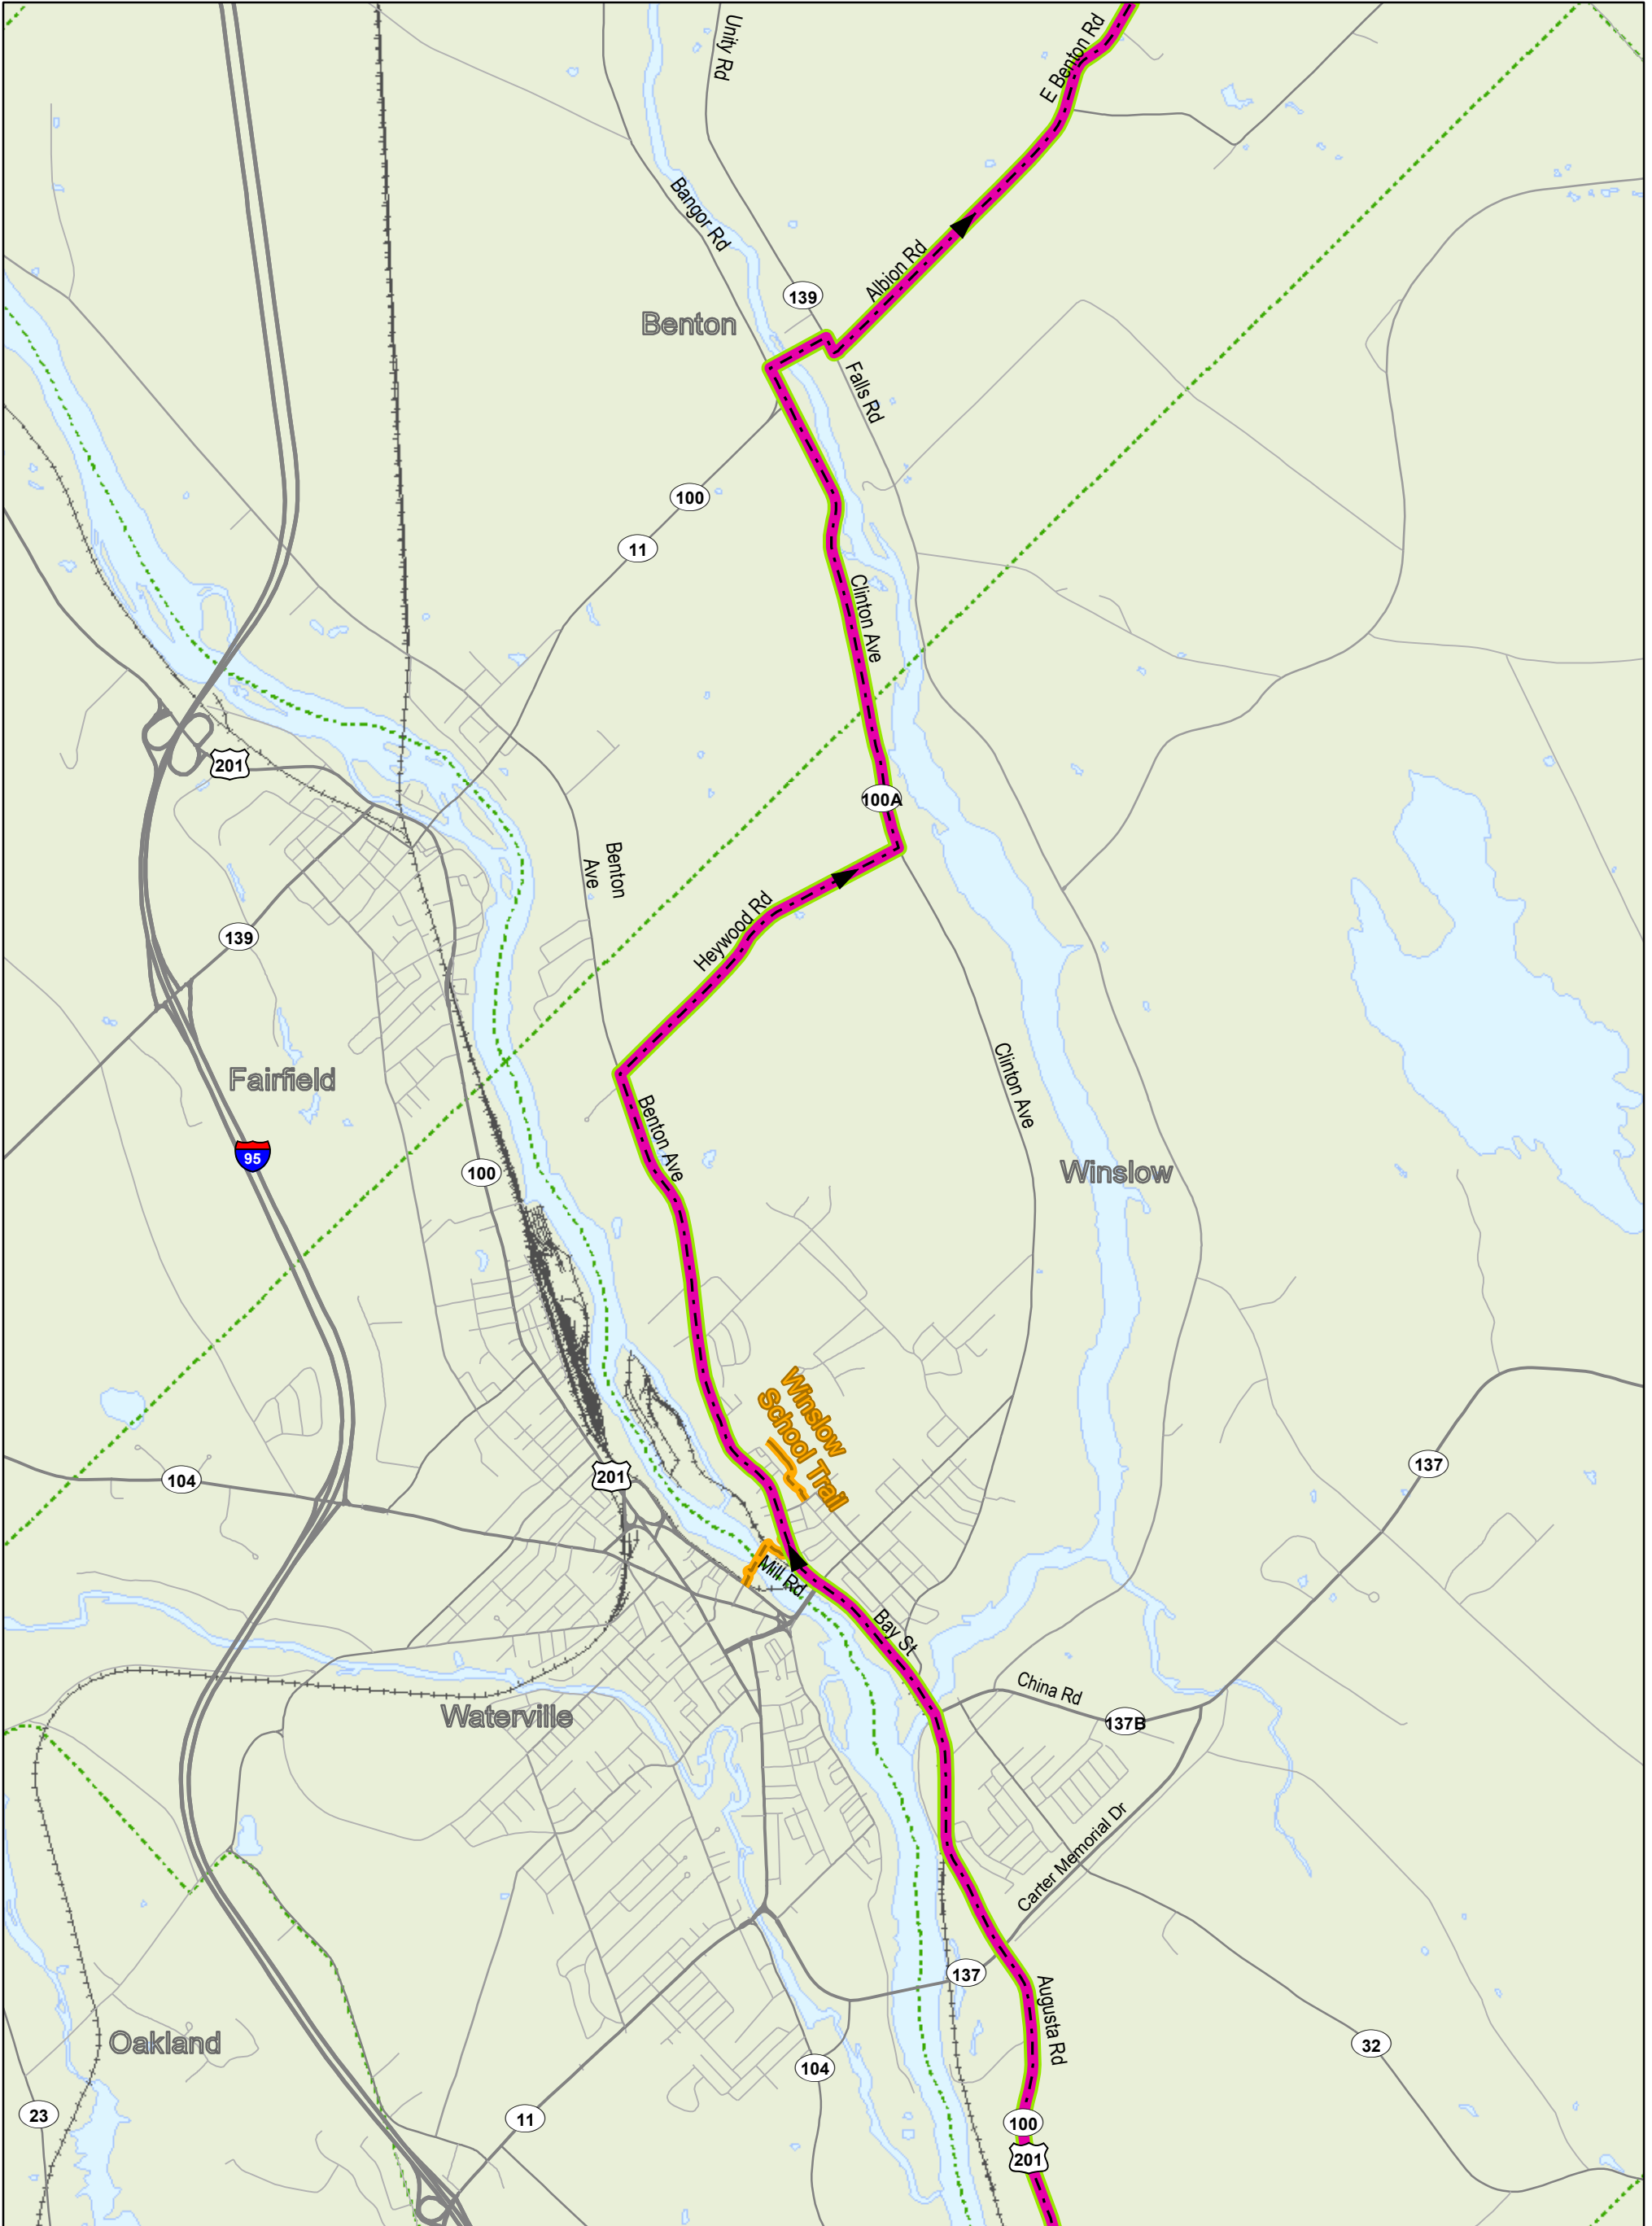 Unity Rd
E Benton Rd
Bangor Rd
139
Albion Rd
Benton
Falls Rd
100
11
Clinton Ave
201
100A
Benton
Ave
Heywood Rd
139
Fairfield
Clinton Ave
Benton Ave
95
100
Winslow
Winslow
School Trail
137
104
201
Mill Rd
Bay St
China Rd
137B
Waterville
Carter Memorial Dr
137
Augusta Rd
Oakland
32
104
23
11
100
201